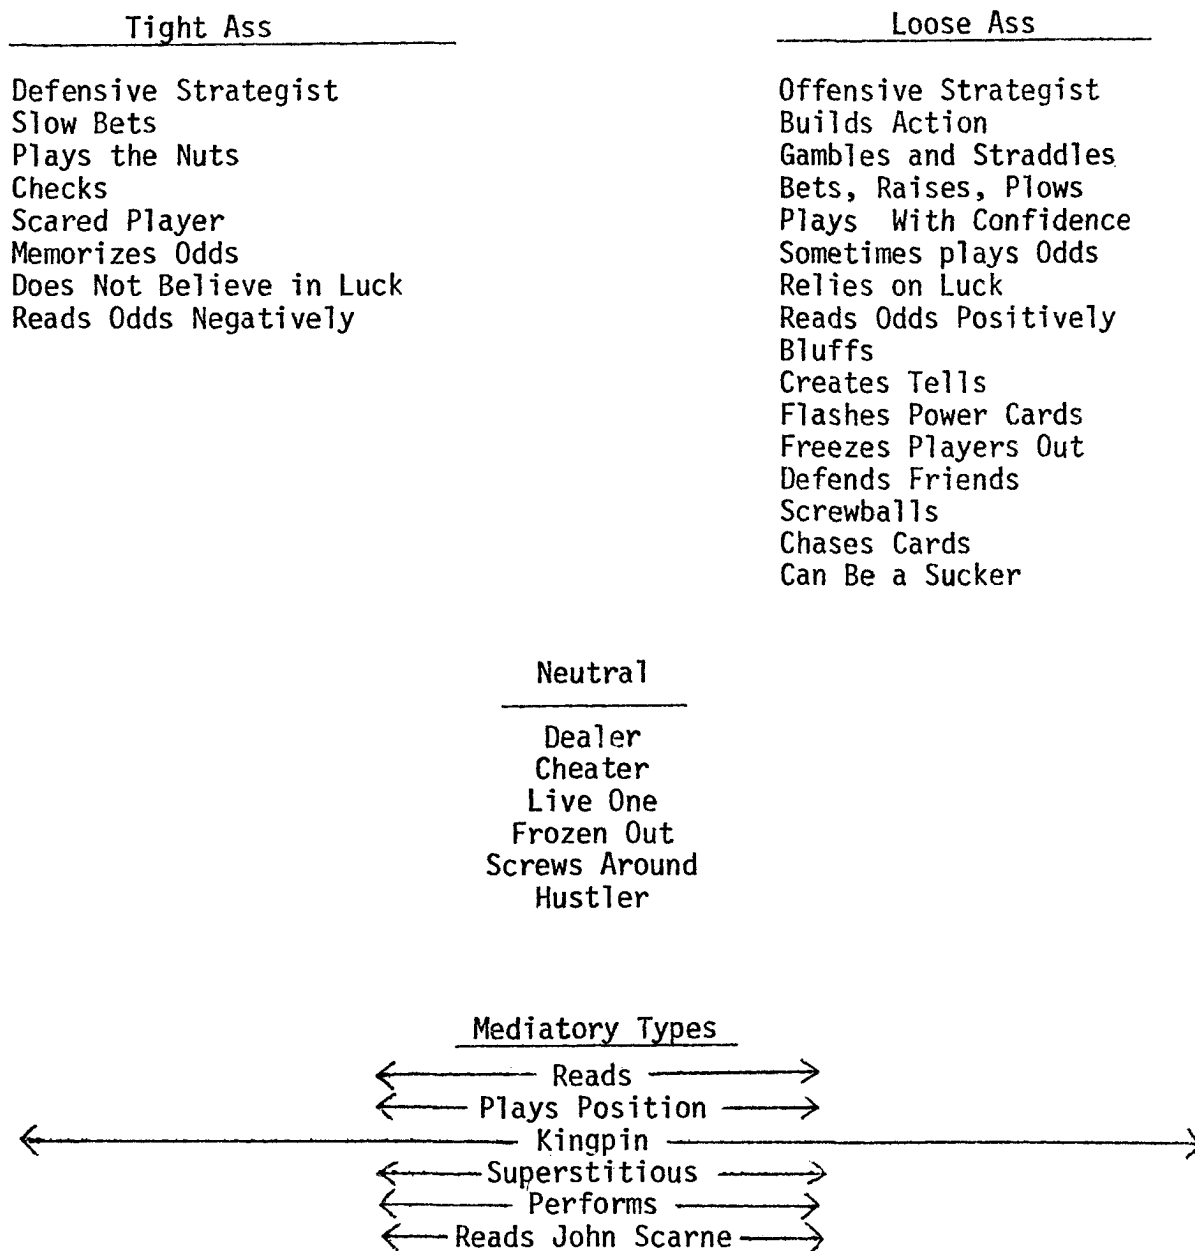 Tight Ass
Defensive Strategist
Slow Bets
Plays the Nuts
Checks
Scared Player
Memorizes Odds
Does Not Believe in Luck
Reads Odds Negatively
Loose Ass
Offensive Strategist
Builds Action
Gambles and Straddles
Bets, Raises, Plows
Plays With Confidence
Sometimes plays Odds
Relies on Luck
Reads Odds Positively
Bluffs
Creates Tells
Flashes Power Cards
Freezes Players Out
Defends Friends
Screwballs
Chases Cards
Can Be a Sucker
Neutral
Dealer
Cheater
Live One
Frozen Out
Screws Around
Hustler
Mediatory Types
Reads
Plays Position
Kingpin
Superstitious
Performs
Reads John Scarne